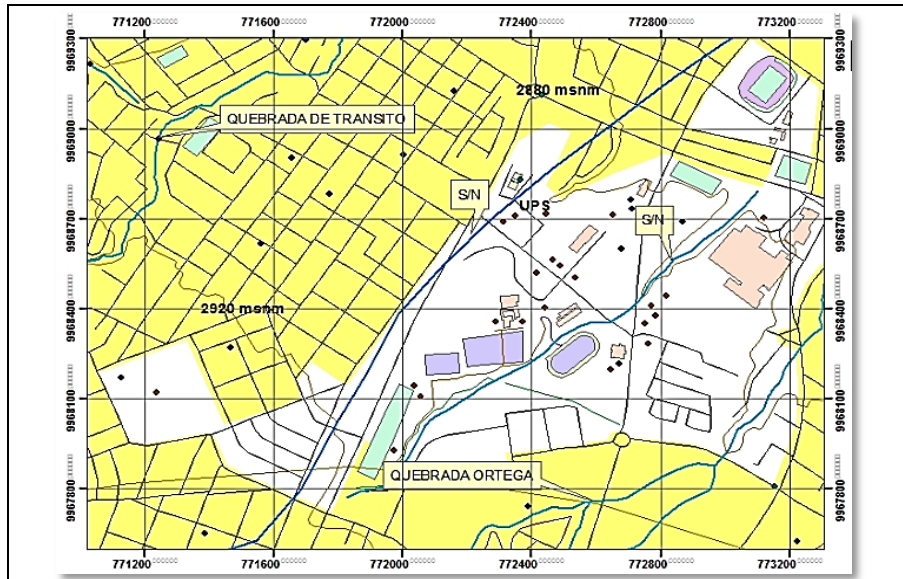 771200 771600 772000 772400 772800 773200
9969300 9969300
2880 msnm
QUEBRADA DE TRANSITO
9969000 9969000
S/N
UPS
S/N
9968700 9968700
2920 msnm
9968400 9968400
9968100 9968100
QUEBRADA ORTEGA
9967800 9967800
771200 771600 772000 772400 772800 773200